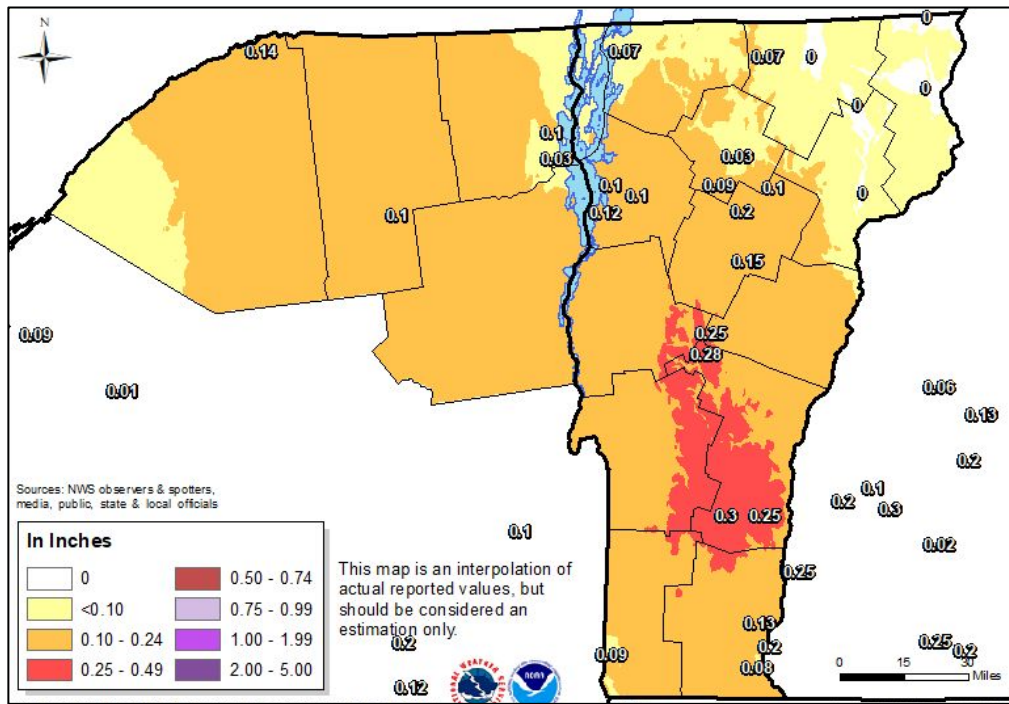 N
0
0.14
0.07
0.07
0
0
0
0.1
0.03
0.03
0.1
0.1
0.09
0.1
0
0.12
0.2
0.1
0.15
0.09
0.25
0.28
0.01
0.06
0.13
0.2
0.1
0.2
0.3
0.3
0.25
0.1
0.02
0.25
0.13
0.2
0.2
0.25
0.2
0.09
0.08
0.12
Sources: NWS observers & spotters,
media, public, state & local officials
In Inches
0
<0.10
0.10 - 0.24
0.25 - 0.49
0.50 - 0.74
0.75 - 0.99
1.00 - 1.99
2.00 - 5.00
This map is an interpolation of
actual reported values, but
should be considered an
estimation only.
NOAA
0 15 30
Miles